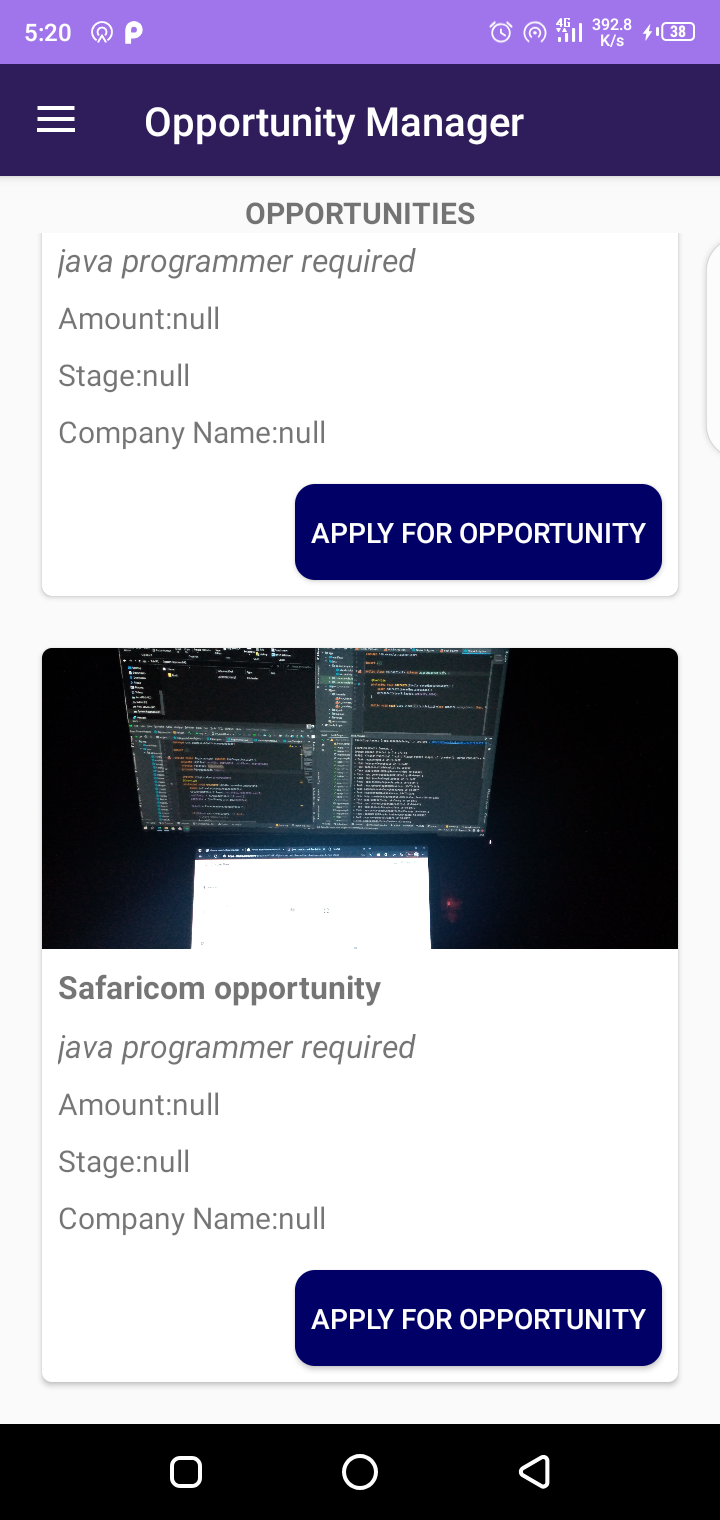 5:20
4G
392.8
K/s
38
Opportunity Manager
OPPORTUNITIES
java programmer required
Amount:null
Stage:null
Company Name:null
APPLY FOR OPPORTUNITY
Safaricom opportunity
java programmer required
Amount:null
Stage:null
Company Name:null
APPLY FOR OPPORTUNITY